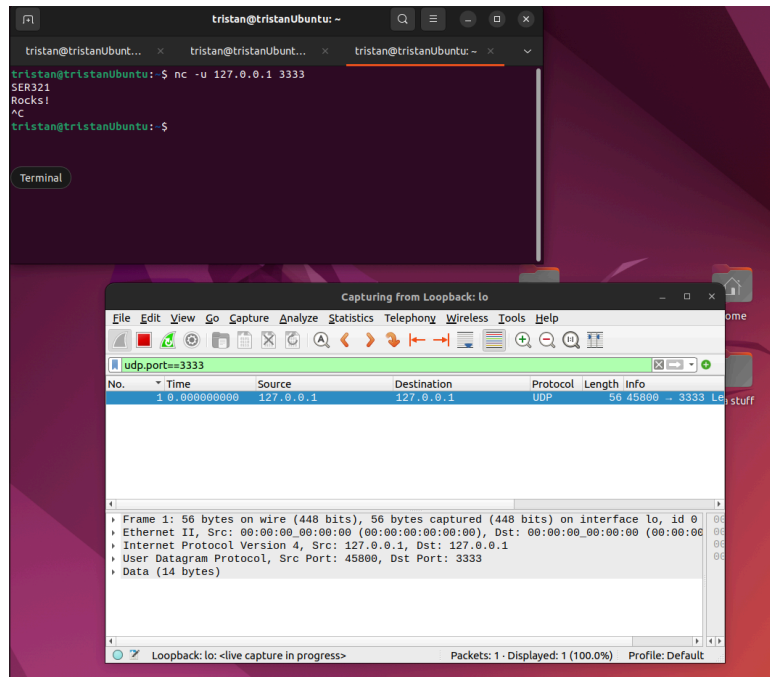 tristan@tristanUbuntu: ~
tristan@tristanUbunt...
tristan@tristanUbunt...
tristan@tristanUbuntu: ~
tristan@tristanUbuntu:~$ nc -u 127.0.0.1 3333
SER321
Rocks!
^C
tristan@tristanUbuntu:~$
Terminal
Capturing from Loopback: lo
ome
File Edit View Go Capture Analyze Statistics Telephony Wireless Tools Help
udp.port==3333
No. Time Source Destination Protocol Length Info
1 0.000000000 127.0.0.1 127.0.0.1 UDP 56 45800 → 3333 Le
stuff
Frame 1: 56 bytes on wire (448 bits), 56 bytes captured (448 bits) on interface lo, id 0
Ethernet II, Src: 00:00:00_00:00:00 (00:00:00:00:00:00), Dst: 00:00:00_00:00:00 (00:00:00
Internet Protocol Version 4, Src: 127.0.0.1, Dst: 127.0.0.1
User Datagram Protocol, Src Port: 45800, Dst Port: 3333
Data (14 bytes)
Loopback: lo: <live capture in progress>
Packets: 1 · Displayed: 1 (100.0%)
Profile: Default